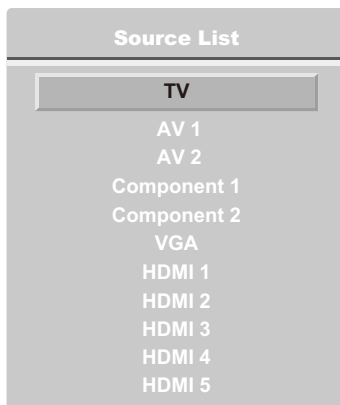 Source List
TV
AV 1
AV 2
Component 1
Component 2
VGA
HDMI 1
HDMI 2
HDMI 3
HDMI 4
HDMI 5